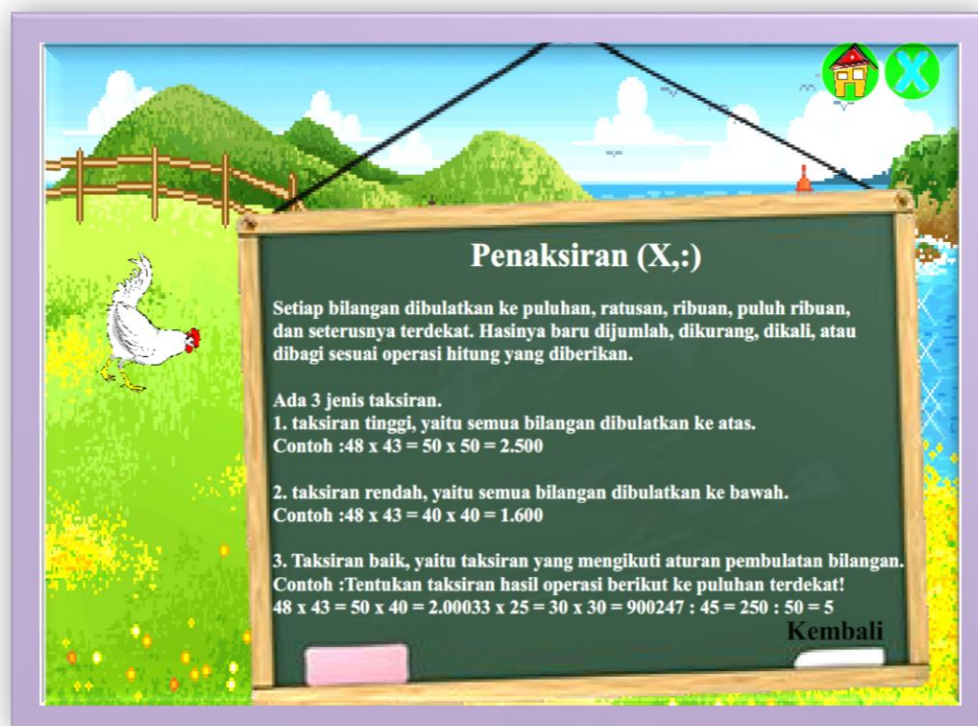 Penaksiran (X,:)
Setiap bilangan dibulatkan ke puluhan, ratusan, ribuan, puluh ribuan,
dan seterusnya terdekat. Hasinya baru dijumlah, dikurang, dikali, atau
dibagi sesuai operasi hitung yang diberikan.
Ada 3 jenis taksiran.
1. taksiran tinggi, yaitu semua bilangan dibulatkan ke atas.
Contoh :48 x 43 = 50 x 50 = 2.500
2. taksiran rendah, yaitu semua bilangan dibulatkan ke bawah.
Contoh :48 x 43 = 40 x 40 = 1.600
3. Taksiran baik, yaitu taksiran yang mengikuti aturan pembulatan bilangan.
Contoh :Tentukan taksiran hasil operasi berikut ke puluhan terdekat!
48 x 43 = 50 x 40 = 2.00033 x 25 = 30 x 30 = 900247 : 45 = 250 : 50 = 5
Kembali